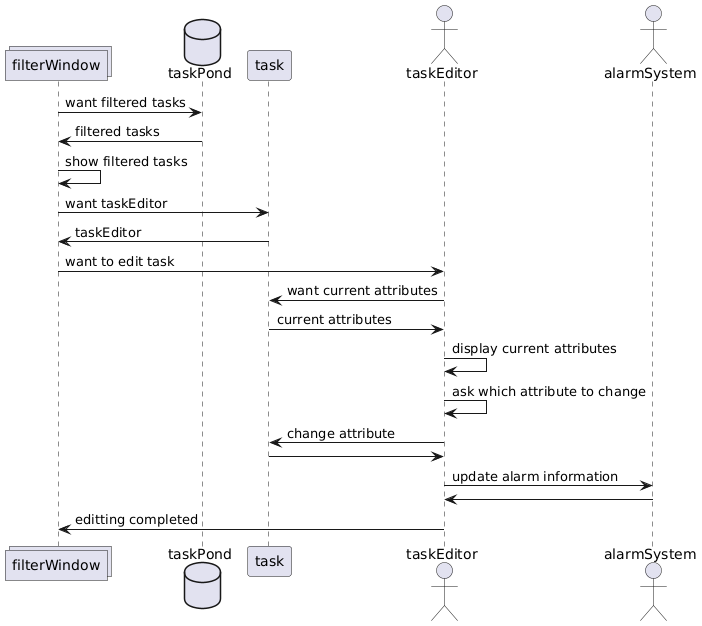 filterWindow
taskPond
task
taskEditor
alarmSystem
want filtered tasks
filtered tasks
show filtered tasks
want taskEditor
taskEditor
want to edit task
want current attributes
current attributes
display current attributes
ask which attribute to change
change attribute
update alarm information
editting completed
filterWindow
taskPond
task
taskEditor
alarmSystem